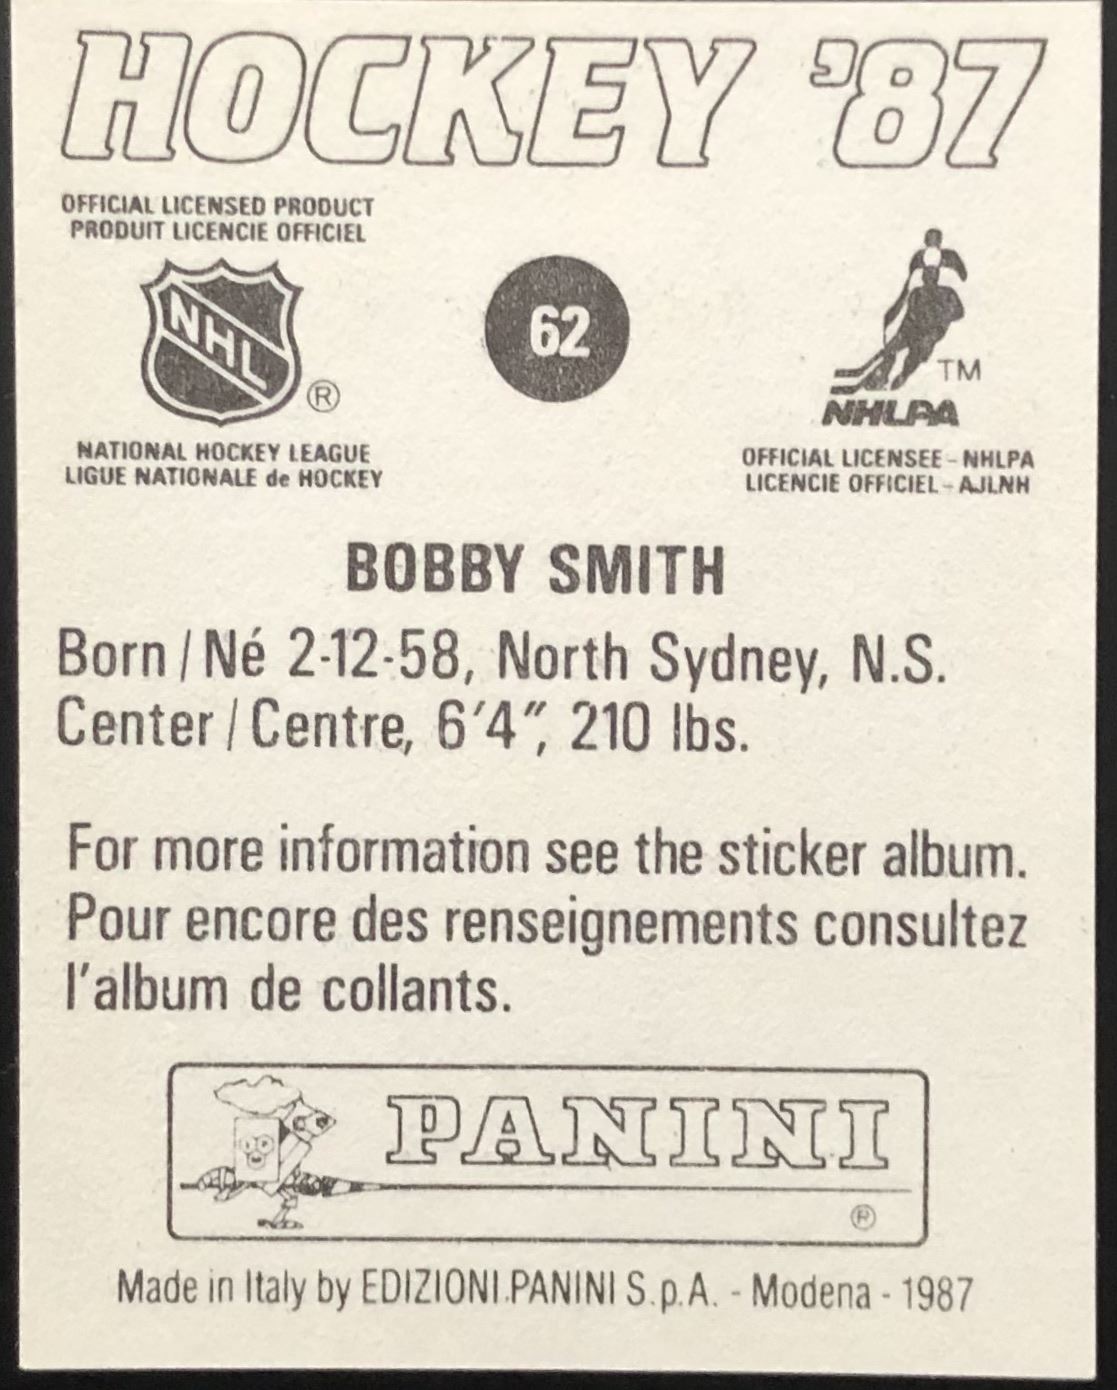 HOCKEY '87
OFFICIAL LICENSED PRODUCT
PRODUIT LICENCIE OFFICIEL
NHL
®
NATIONAL HOCKEY LEAGUE
LIGUE NATIONALE de HOCKEY
62
TM
NHLPA
OFFICIAL LICENSEE - NHLPA
LICENCIE OFFICIEL - AJLNH
BOBBY SMITH
Born / Né 2-12-58, North Sydney, N.S.
Center / Centre, 6'4", 210 lbs.
For more information see the sticker album.
Pour encore des renseignements consultez
l'album de collants.
PANINI
®
Made in Italy by EDIZIONI PANINI S.p.A. - Modena - 1987